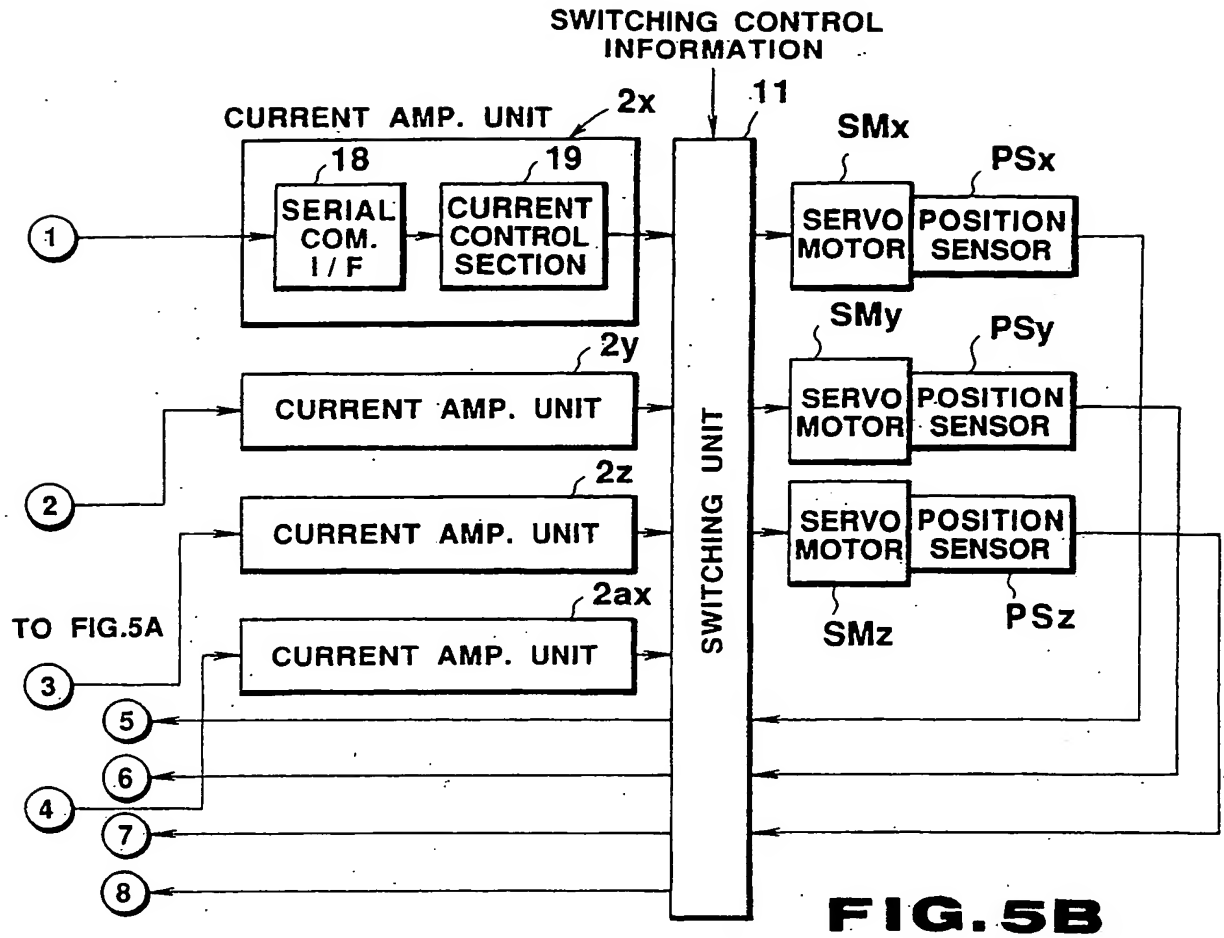 SWITCHING CONTROL
INFORMATION
11
CURRENT AMP. UNIT
2x
18
19
SERIAL
COM.
I/F
CURRENT
CONTROL
SECTION
1
SMx
PSx
SERVO
MOTOR
POSITION
SENSOR
2y
CURRENT AMP. UNIT
2
SMy
PSy
SERVO
MOTOR
POSITION
SENSOR
2z
CURRENT AMP. UNIT
SERVO
MOTOR
POSITION
SENSOR
SMz
PSz
SWITCHING UNIT
TO FIG.5A
2ax
CURRENT AMP. UNIT
3
5
6
4
7
8
FIG.5B